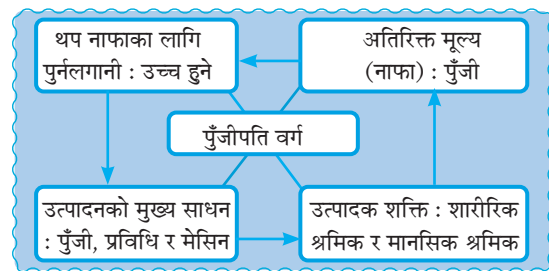 थप नाफाका लागि
पुर्नलगानी : उच्च हुने
अतिरिक्त मूल्य
(नाफा) : पुँजी
पुँजीपति वर्ग
उत्पादनको मुख्य साधन
: पुँजी, प्रविधि र मेसिन
उत्पादक शक्ति : शारीरिक
श्रमिक र मानसिक श्रमिक